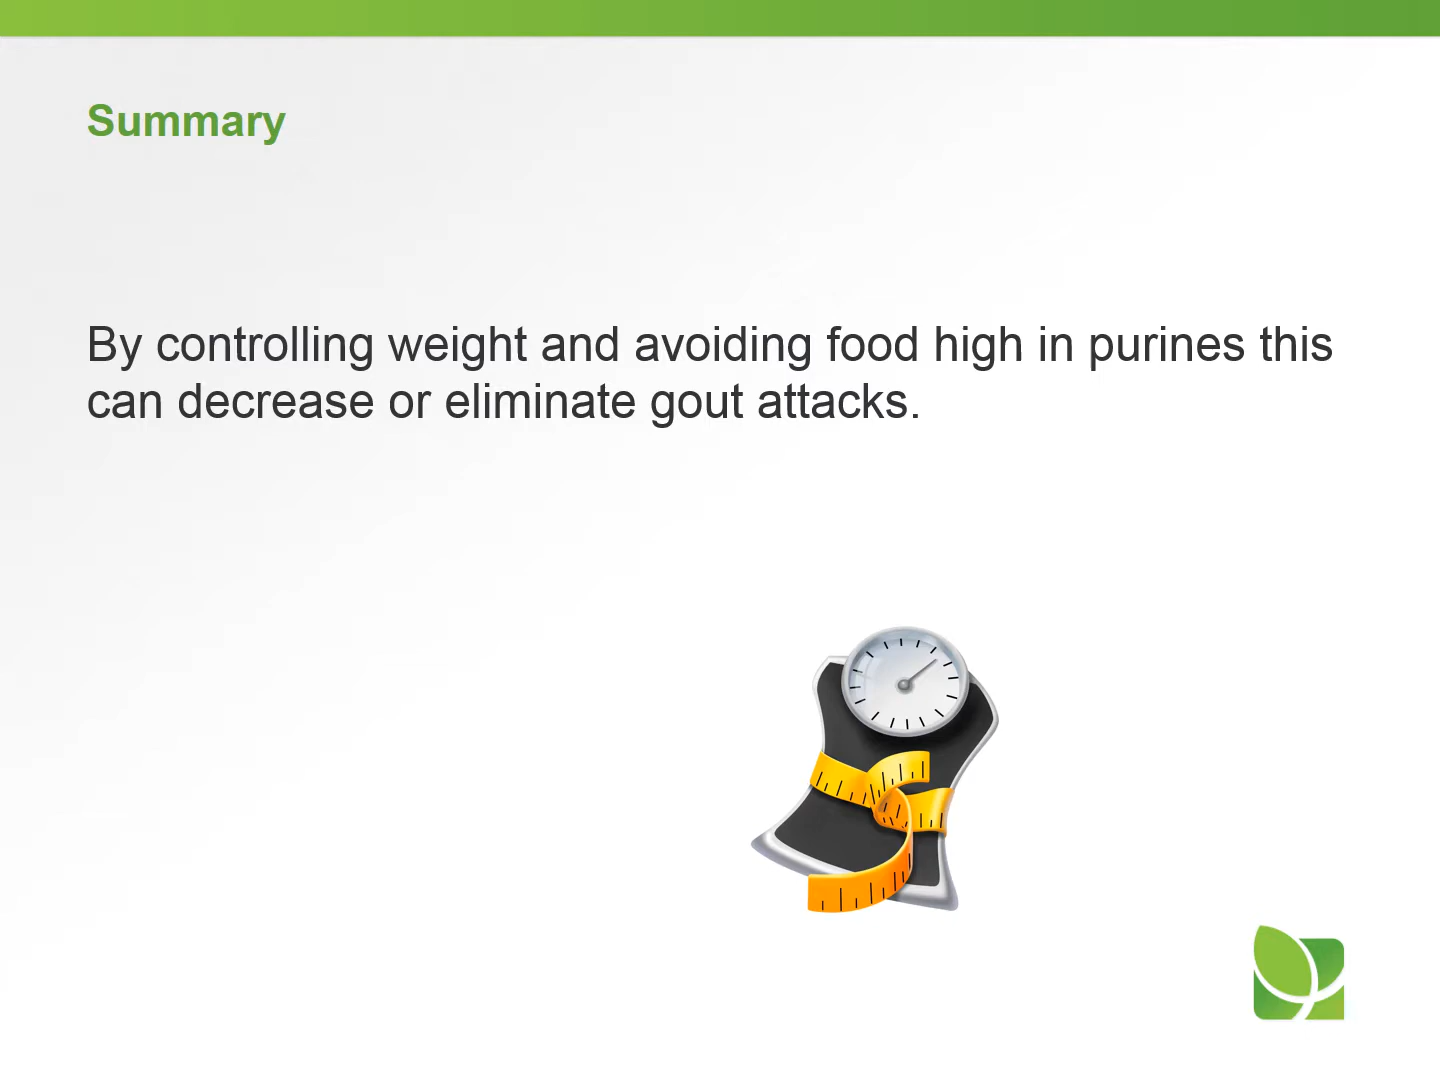 Summary
By controlling weight and avoiding food high in purines this
can decrease or eliminate gout attacks.